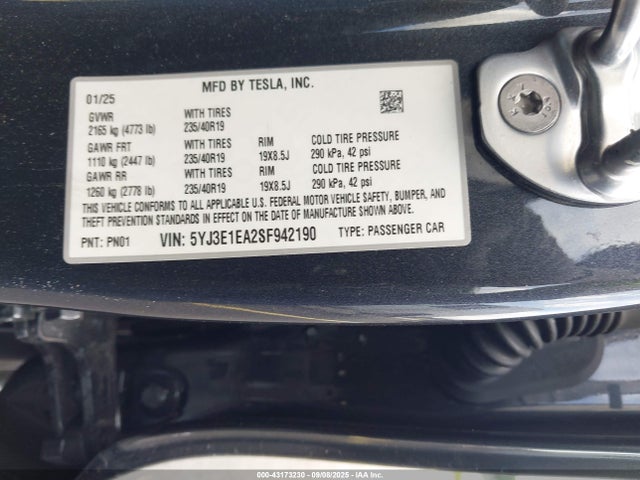 MFD BY TESLA, INC.
01/25
GVWR WITH TIRES
2165 kg (4773 lb) 235/40R19
GAWR FRT WITH TIRES RIM COLD TIRE PRESSURE
1110 kg (2447 lb) 235/40R19 19X8.5J 290 kPa, 42 psi
GAWR RR WITH TIRES RIM COLD TIRE PRESSURE
1260 kg (2778 lb) 235/40R19 19X8.5J 290 kPa, 42 psi
THIS VEHICLE CONFORMS TO ALL APPLICABLE U.S. FEDERAL MOTOR VEHICLE SAFETY, BUMPER, AND
THEFT PREVENTION STANDARDS IN EFFECT ON THE DATE OF MANUFACTURE SHOWN ABOVE.
PNT: PN01 VIN: 5YJ3E1EA2SF942190 TYPE: PASSENGER CAR
000-43173230 - 09/08/2025 - IAA, Inc.